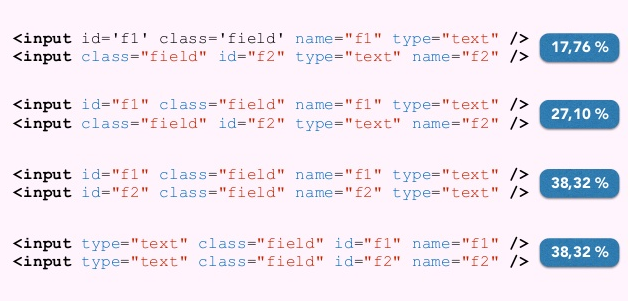 <input id='f1' class='field' name="f1" type="text" />
<input class="field" id="f2" type="text" name="f2" />
17,76 %
<input id="f1" class="field" name="f1" type="text" />
<input class="field" id="f2" type="text" name="f2" />
27,10 %
<input id="f1" class="field" name="f1" type="text" />
<input id="f2" class="field" name="f2" type="text" />
38,32 %
<input type="text" class="field" id="f1" name="f1" />
<input type="text" class="field" id="f2" name="f2" />
38,32 %